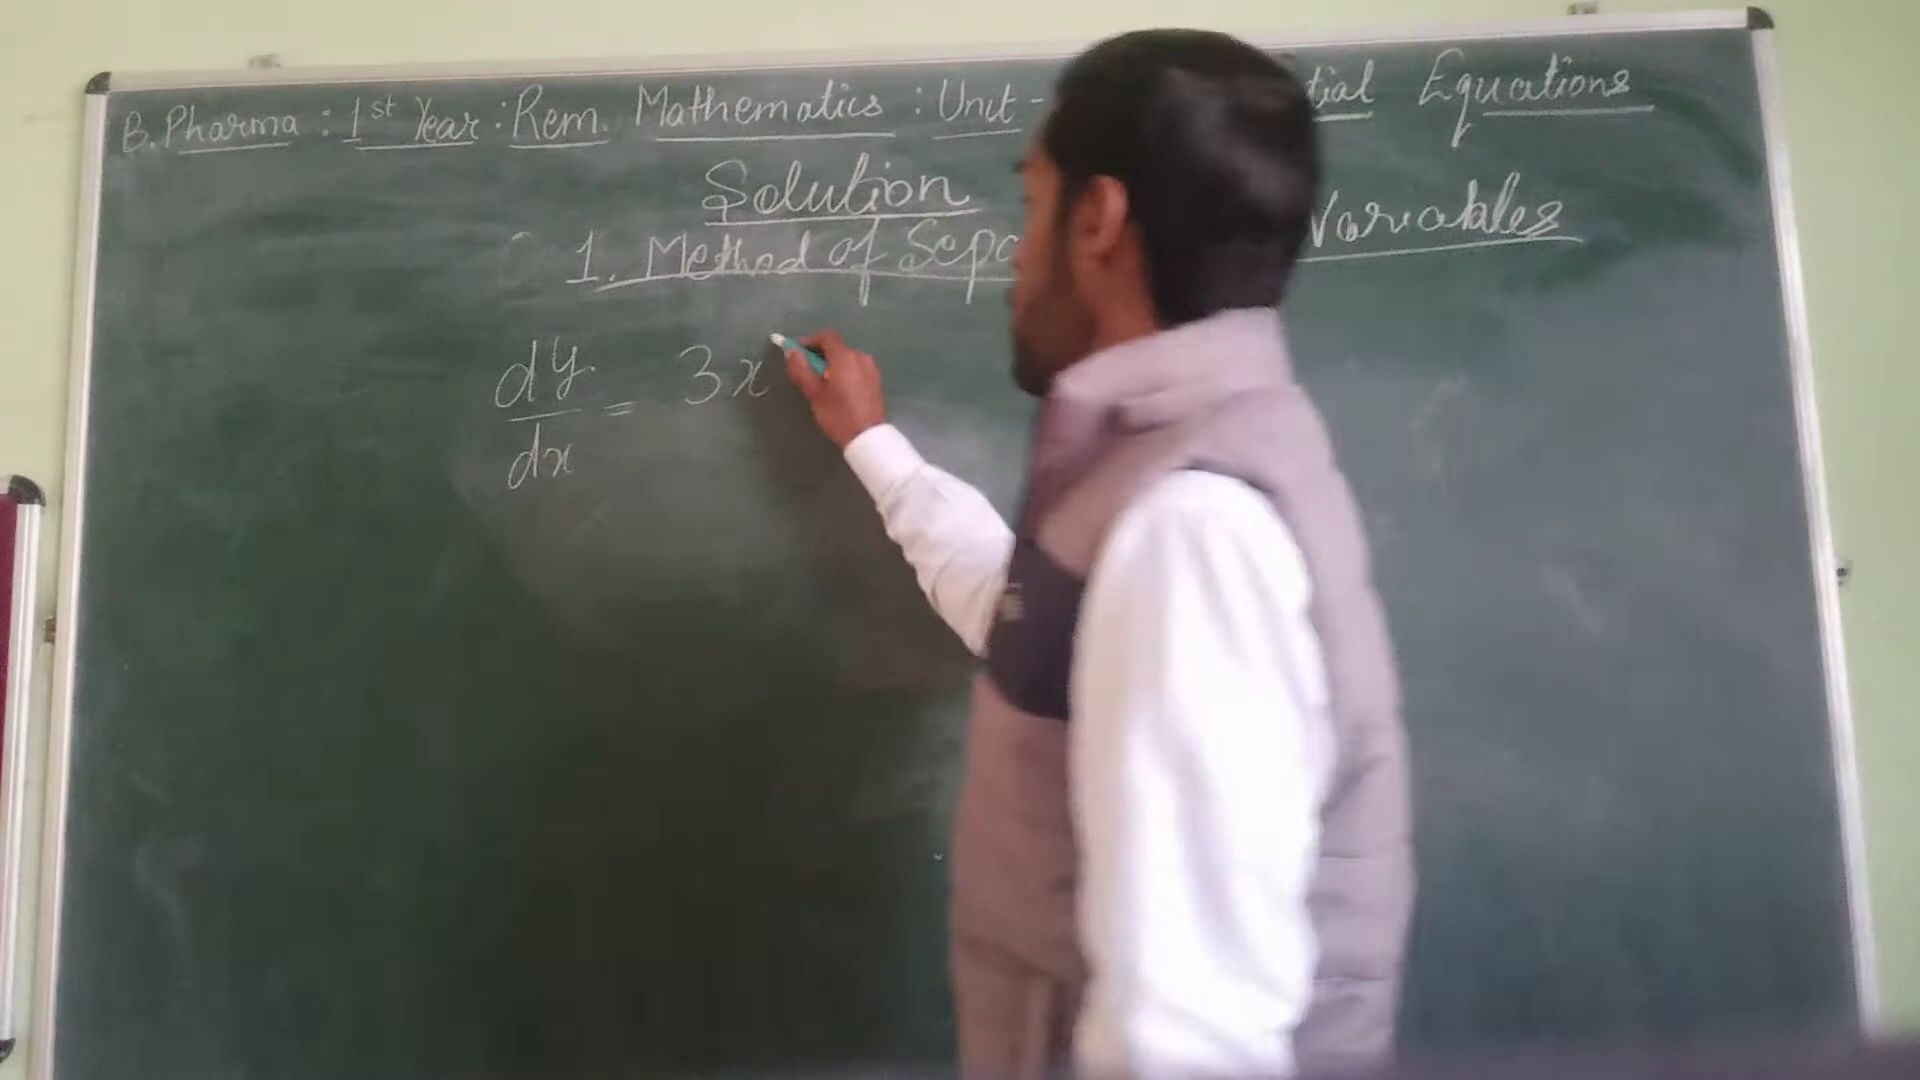 B. Pharma : 1st Year : Rem. Mathematics : Unit - tial Equations
Solution
1. Method of Sepa Variables
dy
dx = 3x